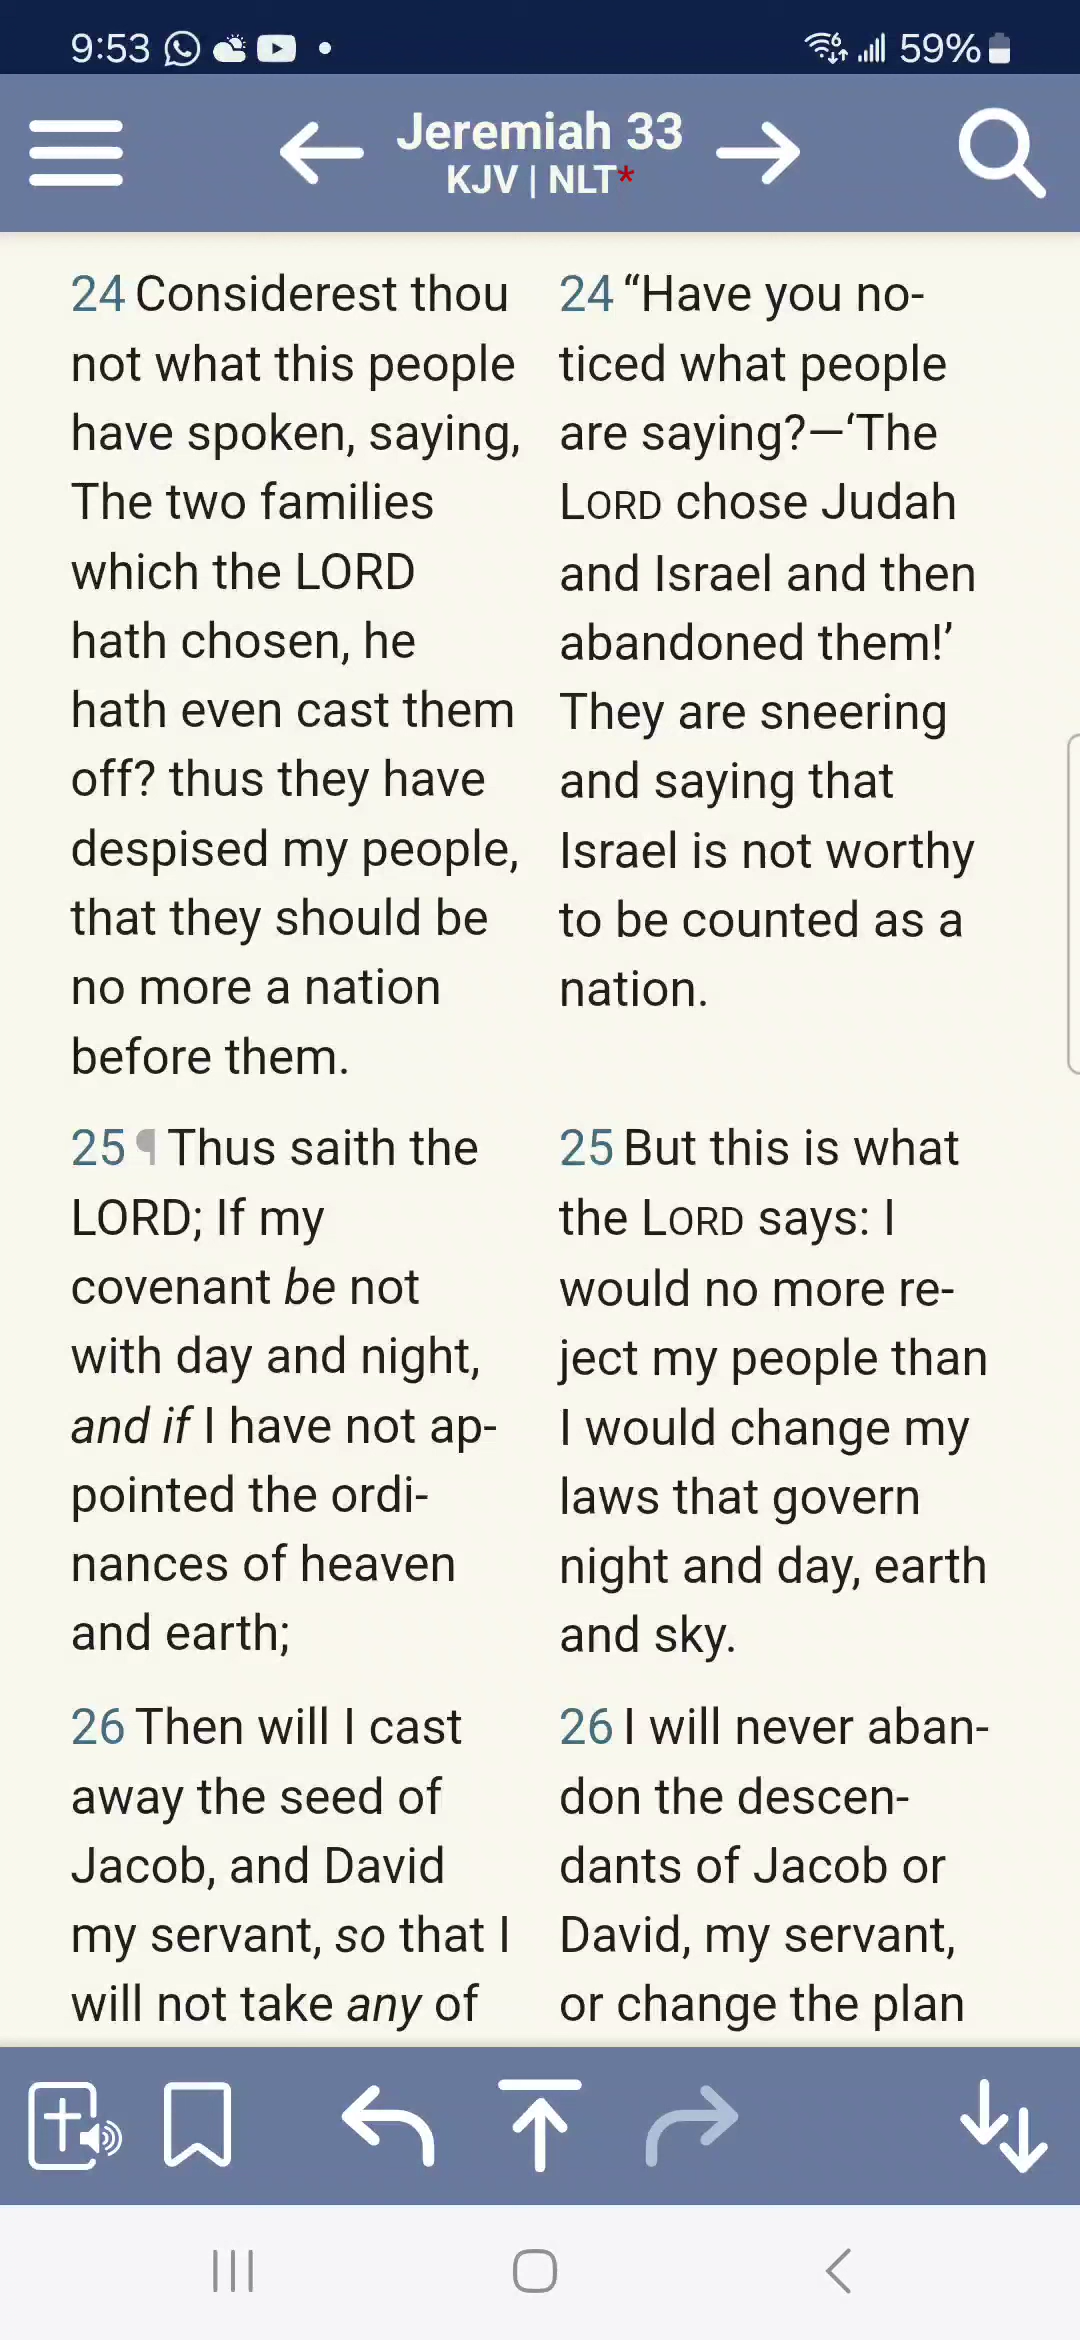 9:53
59%
Jeremiah 33
KJV | NLT*
24 Considerest thou
not what this people
have spoken, saying,
The two families
which the LORD
hath chosen, he
hath even cast them
off? thus they have
despised my people,
that they should be
no more a nation
before them.
24 “Have you no-
ticed what people
are saying?—‘The
LORD chose Judah
and Israel and then
abandoned them!’
They are sneering
and saying that
Israel is not worthy
to be counted as a
nation.
25 ¶ Thus saith the
LORD; If my
covenant be not
with day and night,
and if I have not ap-
pointed the ordi-
nances of heaven
and earth;
25 But this is what
the LORD says: I
would no more re-
ject my people than
I would change my
laws that govern
night and day, earth
and sky.
26 Then will I cast
away the seed of
Jacob, and David
my servant, so that I
will not take any of
26 I will never aban-
don the descen-
dants of Jacob or
David, my servant,
or change the plan